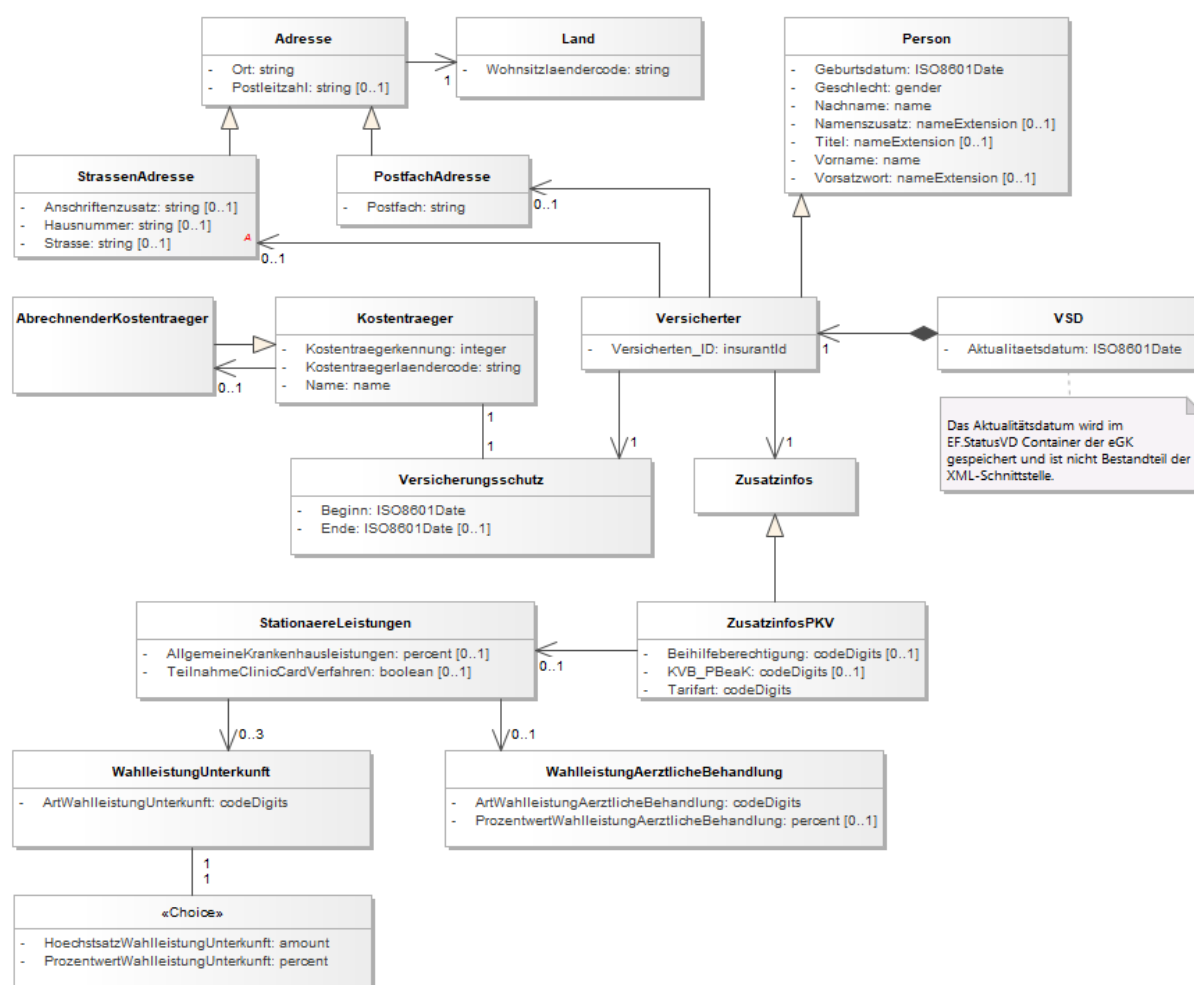 Adresse
- Ort: string
- Postleitzahl: string [0..1]
1
Land
- Wohnsitzlaendercode: string
Person
- Geburtsdatum: ISO8601Date
- Geschlecht: gender
- Nachname: name
- Namenszusatz: nameExtension [0..1]
- Titel: nameExtension [0..1]
- Vorname: name
- Vorsatzwort: nameExtension [0..1]
StrassenAdresse
- Anschriftenzusatz: string [0..1]
- Hausnummer: string [0..1]
- Strasse: string [0..1]
A
0..1
PostfachAdresse
- Postfach: string
0..1
AbrechnenderKostentraeger
0..1
Kostentraeger
- Kostentraegerkennung: integer
- Kostentraegerlaendercode: string
- Name: name
1
1
Versicherter
- Versicherten_ID: insurantId
1
VSD
- Aktualitaetsdatum: ISO8601Date
Das Aktualitätsdatum wird im
EF.StatusVD Container der eGK
gespeichert und ist nicht Bestandteil der
XML-Schnittstelle.
1
1
Versicherungsschutz
- Beginn: ISO8601Date
- Ende: ISO8601Date [0..1]
Zusatzinfos
StationaereLeistungen
- AllgemeineKrankenhausleistungen: percent [0..1]
- TeilnahmeClinicCardVerfahren: boolean [0..1]
0..1
ZusatzinfosPKV
- Beihilfeberechtigung: codeDigits [0..1]
- KVB_PBeaK: codeDigits [0..1]
- Tarifart: codeDigits
0..3
0..1
WahlleistungUnterkunft
- ArtWahlleistungUnterkunft: codeDigits
WahlleistungAerztlicheBehandlung
- ArtWahlleistungAerztlicheBehandlung: codeDigits
- ProzentwertWahlleistungAerztlicheBehandlung: percent [0..1]
1
1
«Choice»
- HoechstsatzWahlleistungUnterkunft: amount
- ProzentwertWahlleistungUnterkunft: percent